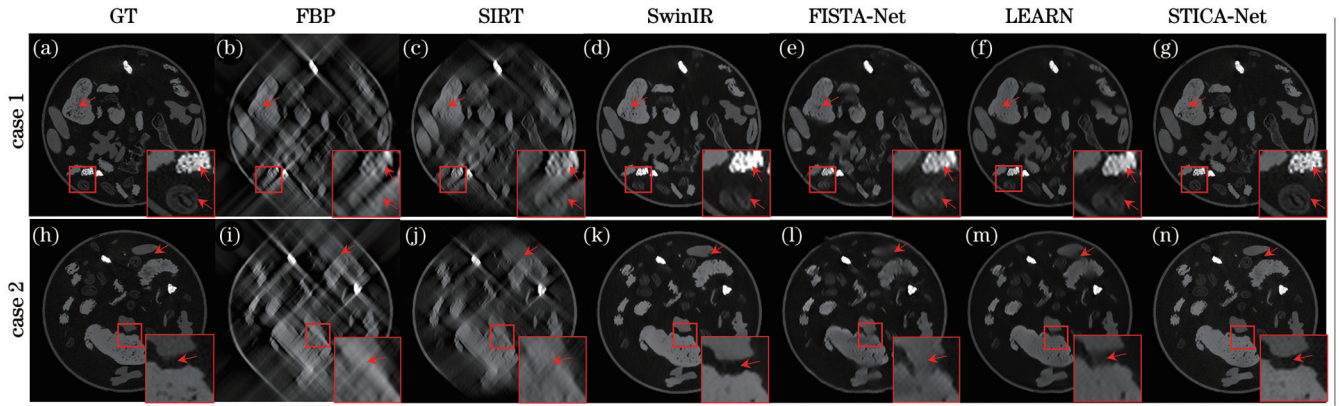 GT FBP SIRT SwinIR FISTA-Net LEARN STICA-Net
case 1
(a) (b) (c) (d) (e) (f) (g)
case 2
(h) (i) (j) (k) (l) (m) (n)